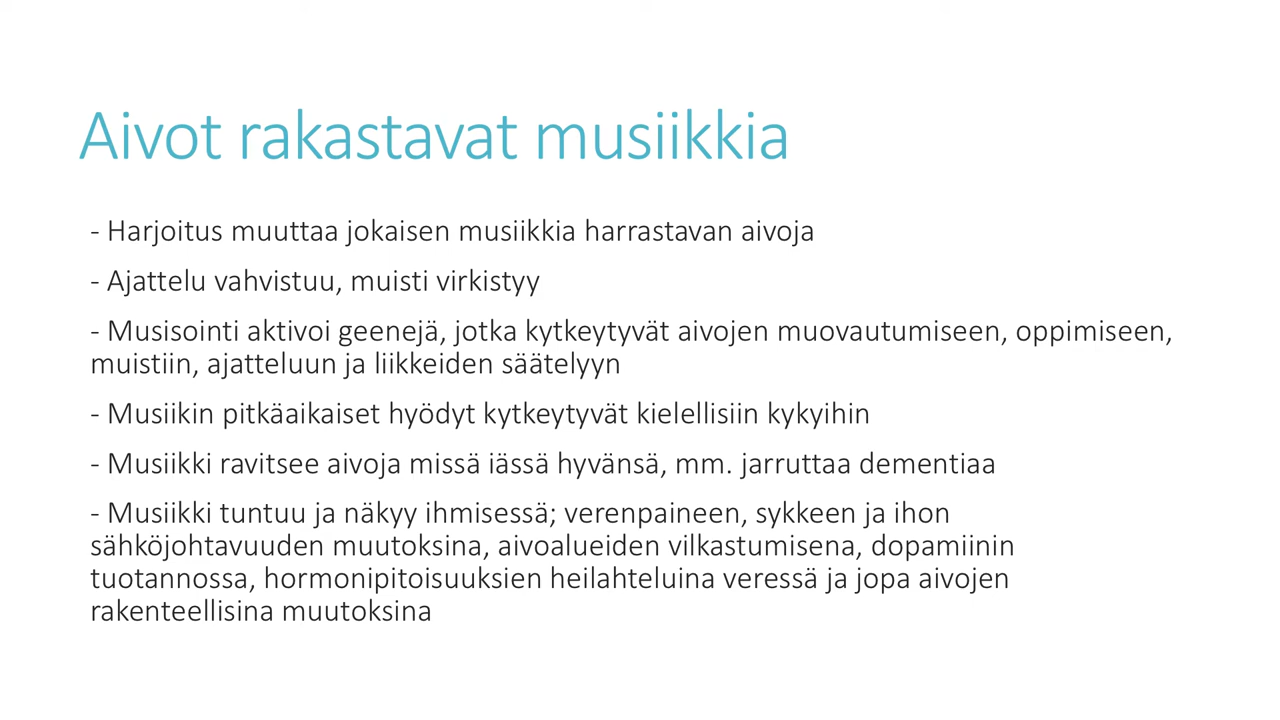 Aivot rakastavat musiikkia
- Harjoitus muuttaa jokaisen musiikkia harrastavan aivoja
- Ajattelu vahvistuu, muisti virkistyy
- Musisointi aktivoi geenejä, jotka kytkeytyvät aivojen muovautumiseen, oppimiseen,
muistiin, ajatteluun ja liikkeiden säätelyyn
- Musiikin pitkäaikaiset hyödyt kytkeytyvät kielellisiin kykyihin
- Musiikki ravitsee aivoja missä iässä hyvänsä, mm. jarruttaa dementiaa
- Musiikki tuntuu ja näkyy ihmisessä; verenpaineen, sykkeen ja ihon
sähköjohtavuuden muutoksina, aivoalueiden vilkastumisena, dopamiinin
tuotannossa, hormonipitoisuuksien heilahteluina veressä ja jopa aivojen
rakenteellisina muutoksina